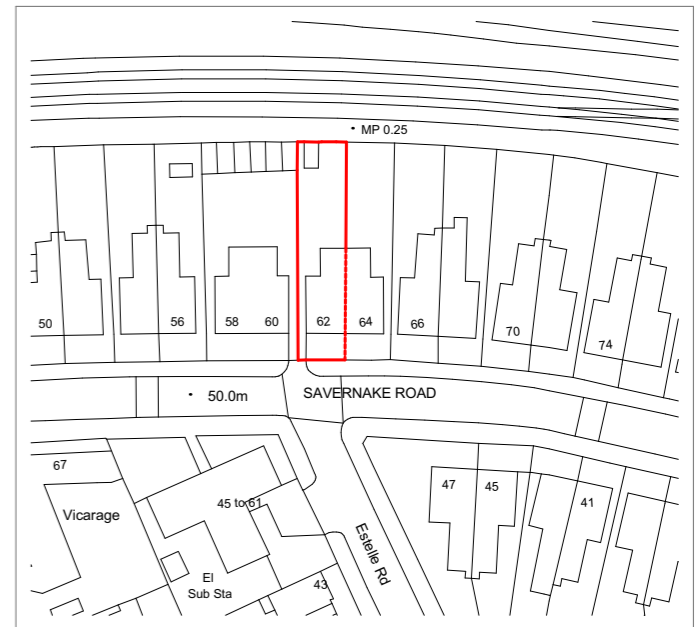 MP 0.25
50
56
58
60
62
64
66
70
74
50.0m
SAVERNAKE ROAD
67
Vicarage
45 to 61
El
Sub Sta
43
Estelle Rd
47
45
41